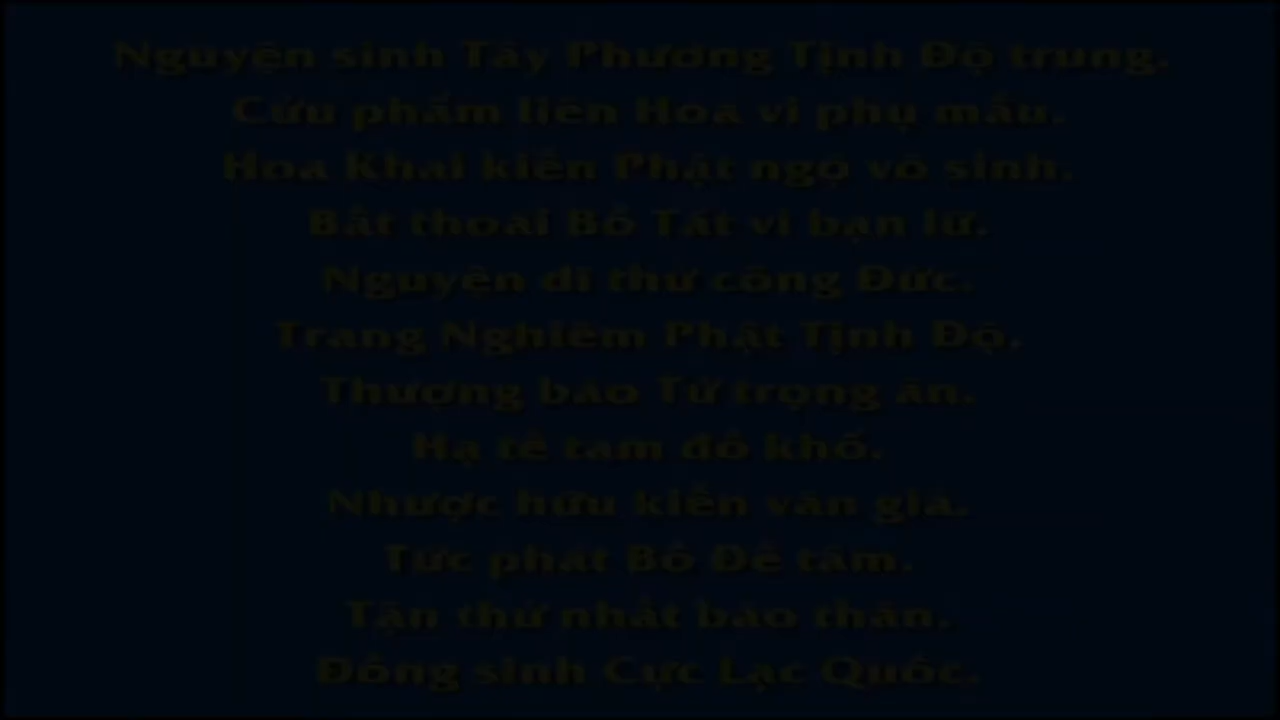 Nguyện sinh Tây Phương Tịnh Độ trung.
Cửu phẩm liên Hoa vi phụ mẫu.
Hoa Khai kiến Phật ngộ vô sinh.
Bất thoái Bồ Tát vi bạn lữ.
Nguyện dĩ thử công Đức.
Trang Nghiêm Phật Tịnh Độ.
Thượng báo Tứ trọng ân.
Hạ tế tam đồ khổ.
Nhược hữu kiến văn giả.
Tức phát Bồ Đề tâm.
Tận thử nhất báo thân.
Đồng sinh Cực Lạc Quốc.